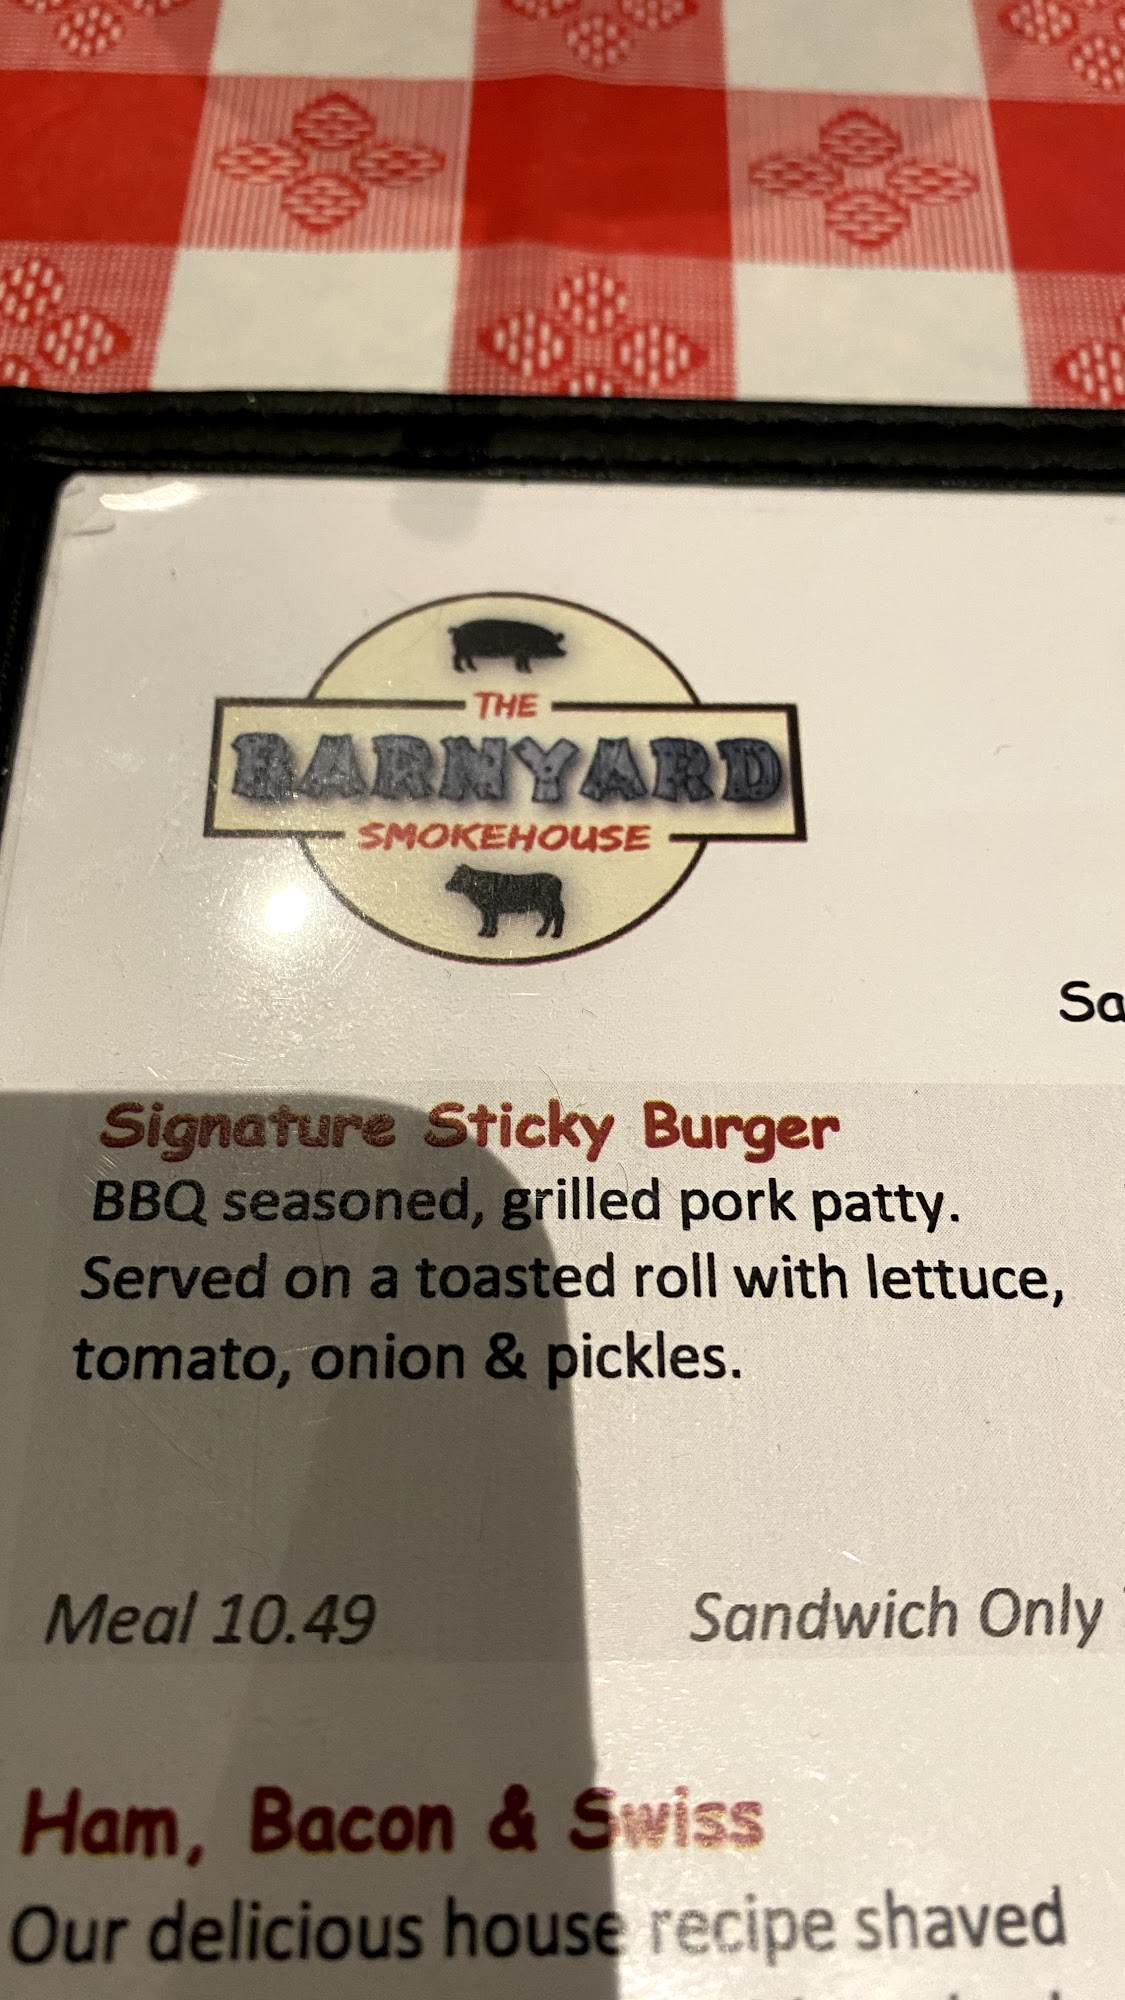 THE
BARNYARD
SMOKEHOUSE
Signature Sticky Burger
BBQ seasoned, grilled pork patty.
Served on a toasted roll with lettuce,
tomato, onion & pickles.
Meal 10.49 Sandwich Only
Ham, Bacon & Swiss
Our delicious house recipe shaved